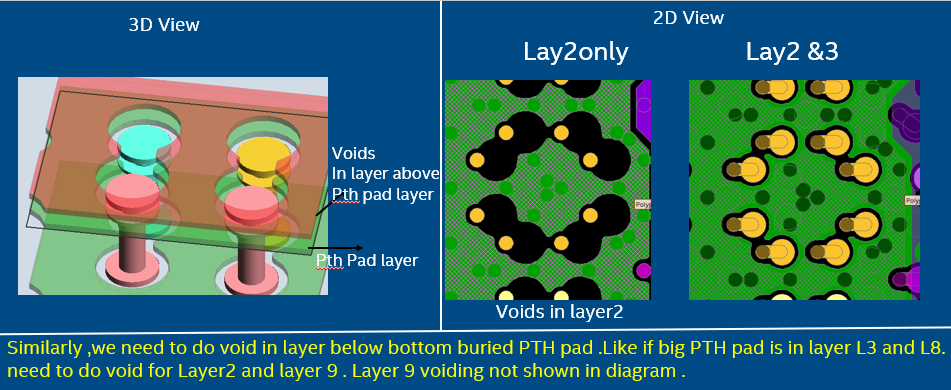 3D View
2D View
Lay2only
Lay2 &3
Voids
In layer above
Pth pad layer
Pth Pad layer
Voids in layer2
Similarly ,we need to do void in layer below bottom buried PTH pad .Like if big PTH pad is in layer L3 and L8.
need to do void for Layer2 and layer 9 . Layer 9 voiding not shown in diagram .